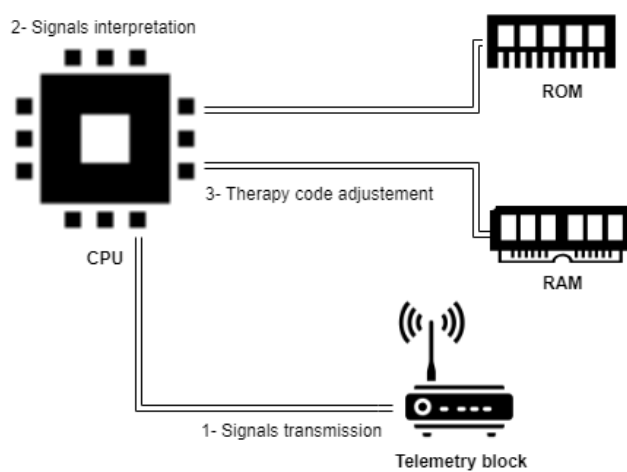 2- Signals interpretation
ROM
3- Therapy code adjustement
CPU
RAM
1- Signals transmission
Telemetry block